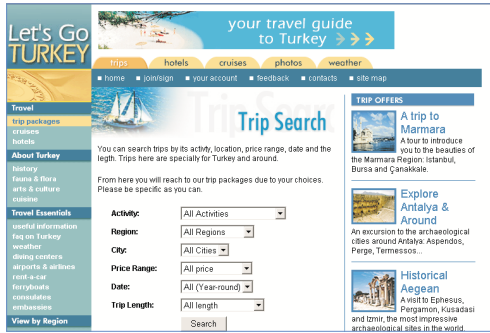 Let's Go
TURKEY
your travel guide
to Turkey
trips hotels cruises photos weather
home join/sign your account feedback contacts site map
Travel
trip packages
cruises
hotels
About Turkey
history
fauna & flora
arts & culture
cuisine
Travel Essentials
useful information
faq on Turkey
weather
diving centers
airports & airlines
rent-a-car
ferryboats
consulates
embassies
View by Region
Trip Search
Trip Search
You can search trips by its activty, location, price range, date and the
legth. Trips here are specially for Turkey and around.
From here you will reach to our trip packages due to your choices.
Please be specific as you can.
Activity: All Activities
Region: All Regions
City: All Cities
Price Range: All price
Date: All (Year-round)
Trip Length: All length
Search
TRIP OFFERS
A trip to
Marmara
A tour to introduce
you to the beauties of
the Marmara Region: Istanbul,
Bursa and Çanakkale.
Explore
Antalya &
Around
An excursion to the archaeological
cities around Antalya: Aspendos,
Perge, Termessos...
Historical
Aegean
A visit to Ephesus,
Pergamon, Kusadasi
and Izmir, the most impressive
archaeological sites in the world.